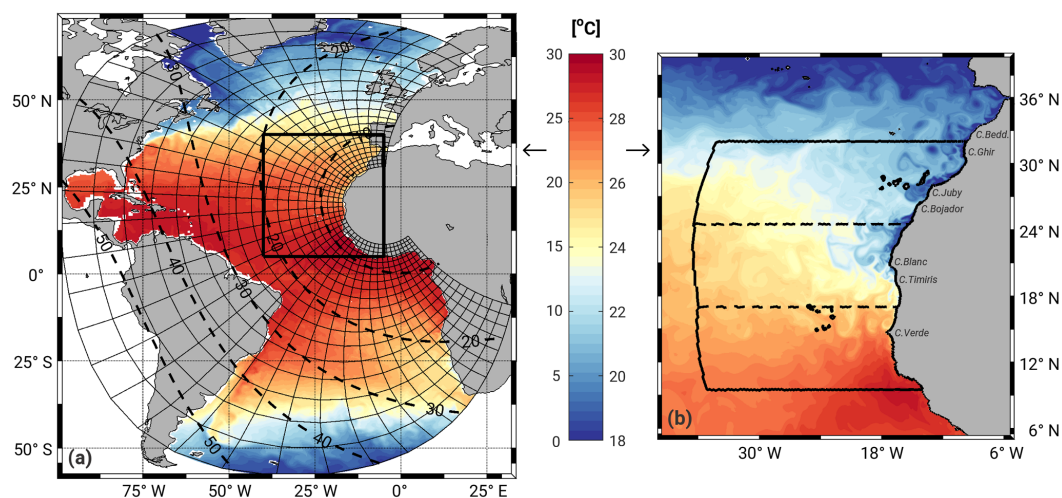 [°C]
30 30
25 28
20 26
15 24
10 22
5 20
0 18
50° N
25° N
0°
25° S
50° S
75° W 50° W 25° W 0° 25° E
20
30
10
20
50
40
30
20
30
40
50
(a)
36° N
30° N
24° N
18° N
12° N
6° N
30° W 18° W 6° W
C.Bedd.
C.Ghir
C.Juby
C.Bojador
C.Blanc
C.Timiris
C.Verde
(b)